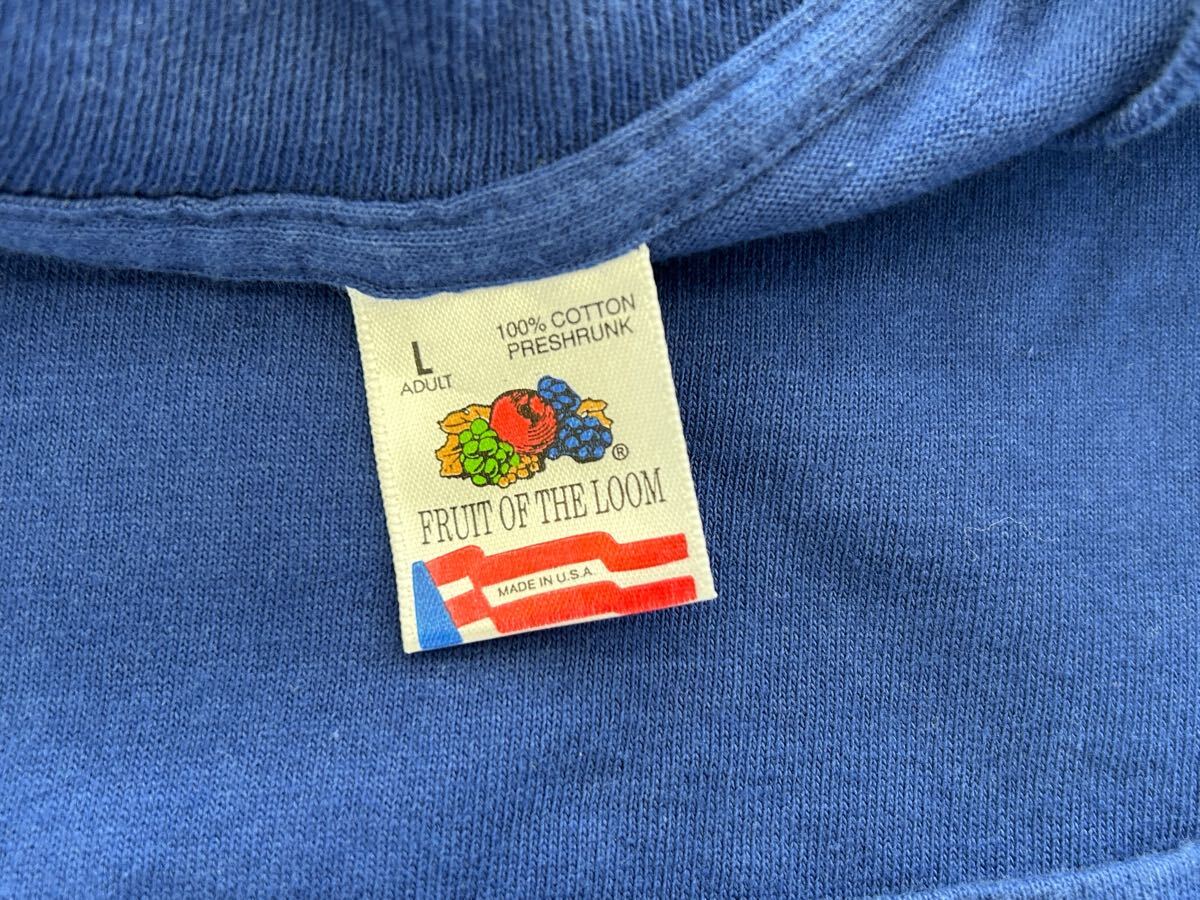 L
ADULT
100% COTTON
PRESHRUNK
®
FRUIT OF THE LOOM
MADE IN U.S.A.